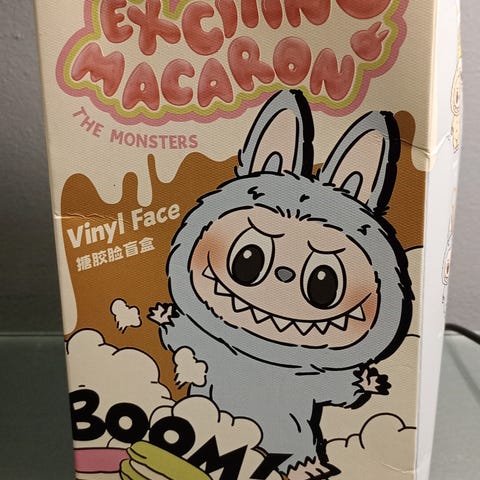 EXCITING
MACARON
THE MONSTERS
Vinyl Face
搪胶脸盲盒
BOOM!